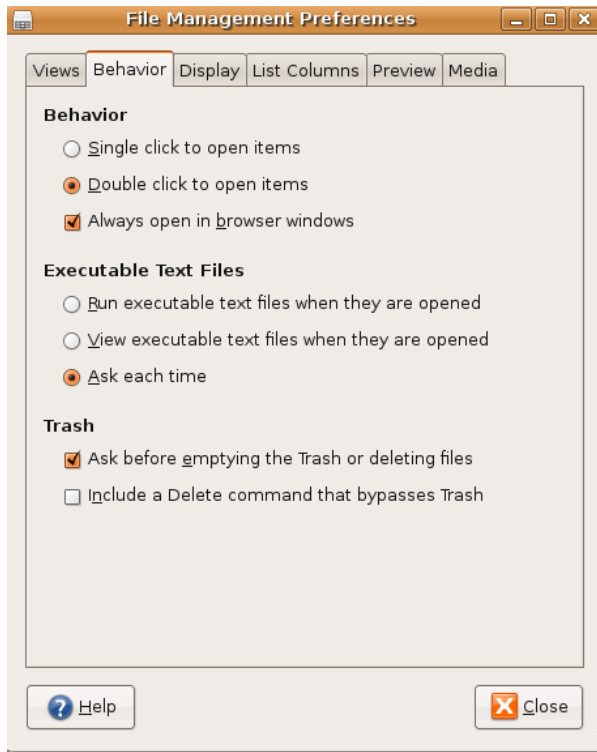 File Management Preferences
Views Behavior Display List Columns Preview Media
Behavior
Single click to open items
Double click to open items
Always open in browser windows
Executable Text Files
Run executable text files when they are opened
View executable text files when they are opened
Ask each time
Trash
Ask before emptying the Trash or deleting files
Include a Delete command that bypasses Trash
Help Close